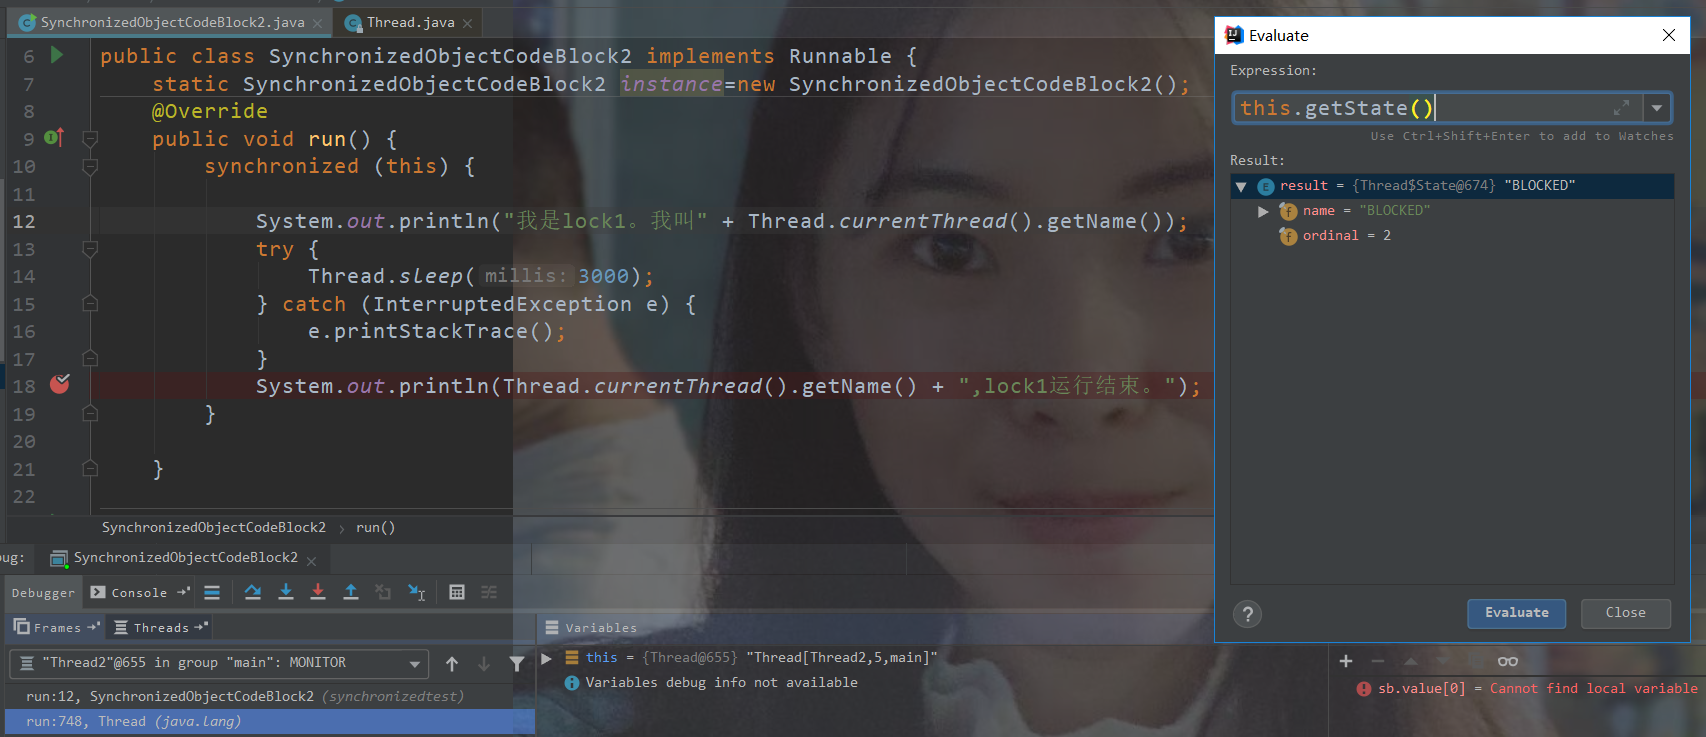 SynchronizedObjectCodeBlock2.java
Thread.java
6 public class SynchronizedObjectCodeBlock2 implements Runnable {
7 static SynchronizedObjectCodeBlock2 instance=new SynchronizedObjectCodeBlock2();
8 @Override
9 public void run() {
10 synchronized (this) {
11
12 System.out.println("我是lock1。我叫" + Thread.currentThread().getName());
13 try {
14 Thread.sleep( millis: 3000);
15 } catch (InterruptedException e) {
16 e.printStackTrace();
17 }
18 System.out.println(Thread.currentThread().getName() + ",lock1运行结束。");
19 }
20
21 }
22
SynchronizedObjectCodeBlock2 › run()
Evaluate
Expression:
this.getState()
Use Ctrl+Shift+Enter to add to Watches
Result:
result = {Thread$State@674} "BLOCKED"
name = "BLOCKED"
ordinal = 2
?
Evaluate
Close
ug:
SynchronizedObjectCodeBlock2
Debugger
Console
Frames
Threads
Variables
"Thread2"@655 in group "main": MONITOR
run:12, SynchronizedObjectCodeBlock2 (synchronizedtest)
run:748, Thread (java.lang)
this = {Thread@655} "Thread[Thread2,5,main]"
Variables debug info not available
sb.value[0] = Cannot find local variable